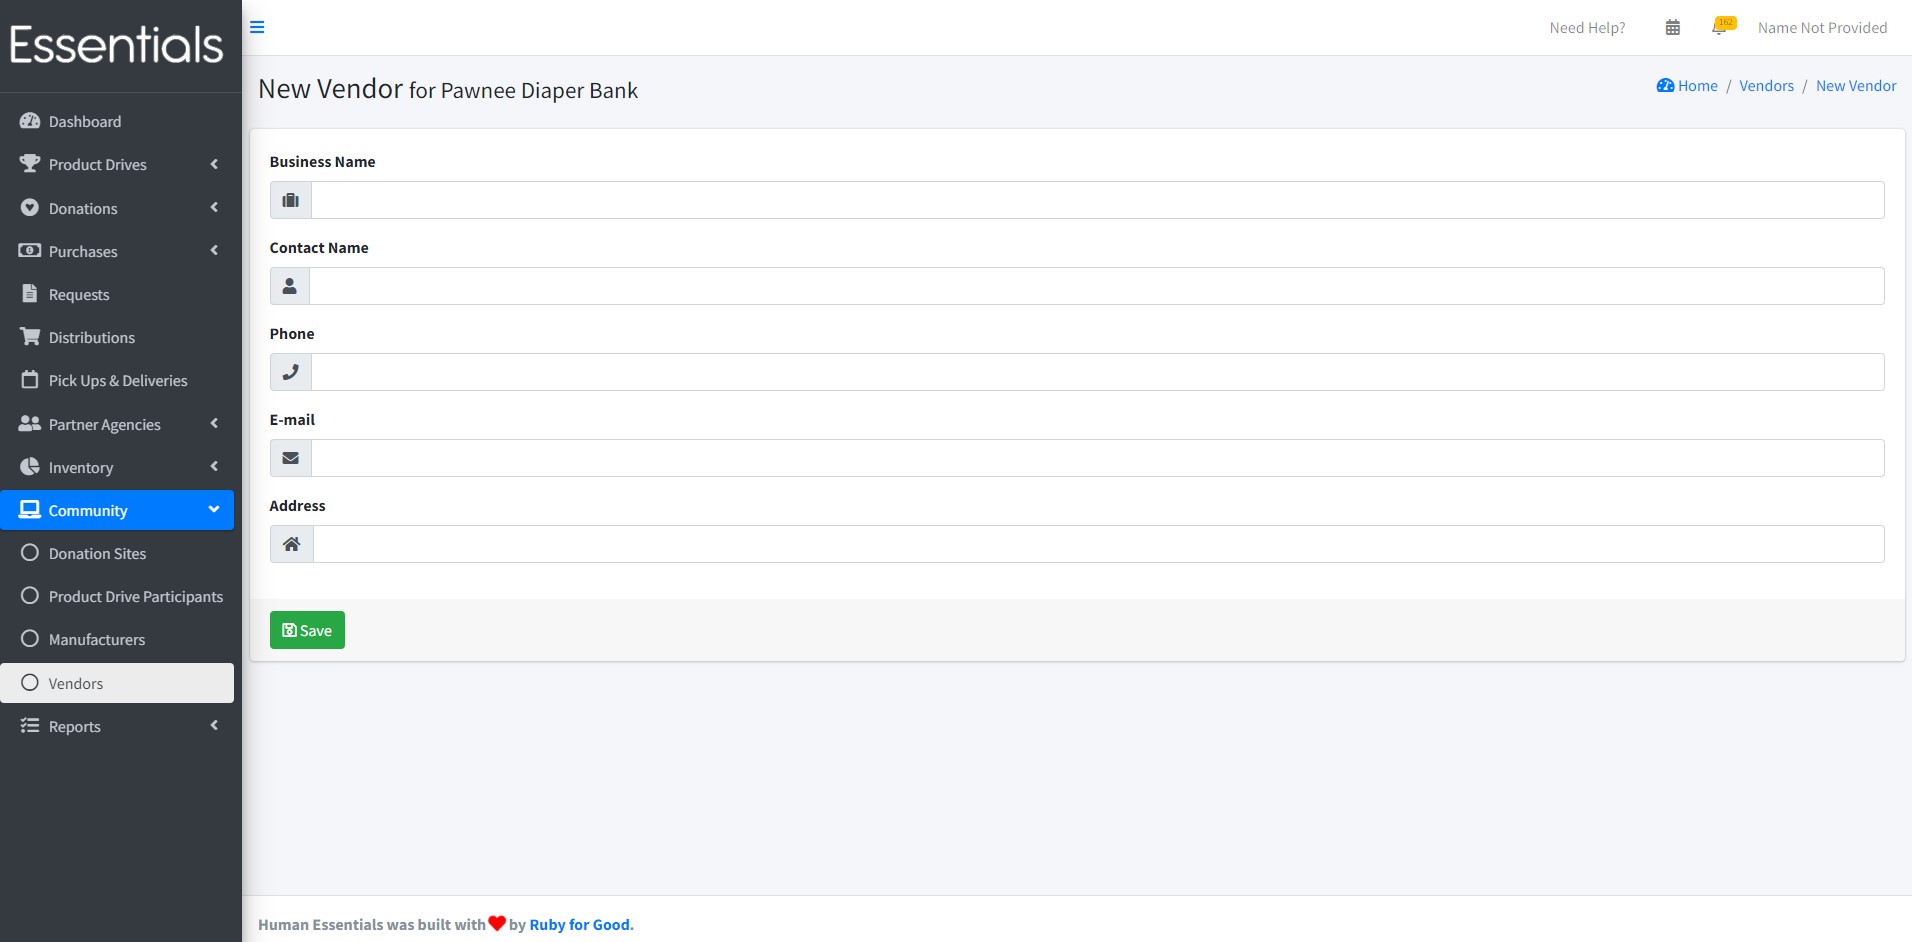 Essentials
Need Help?
162
Name Not Provided
New Vendor for Pawnee Diaper Bank
Home / Vendors / New Vendor
Dashboard
Product Drives
Donations
Purchases
Requests
Distributions
Pick Ups & Deliveries
Partner Agencies
Inventory
Community
Donation Sites
Product Drive Participants
Manufacturers
Vendors
Reports
Business Name
Contact Name
Phone
E-mail
Address
Save
Human Essentials was built with by Ruby for Good.